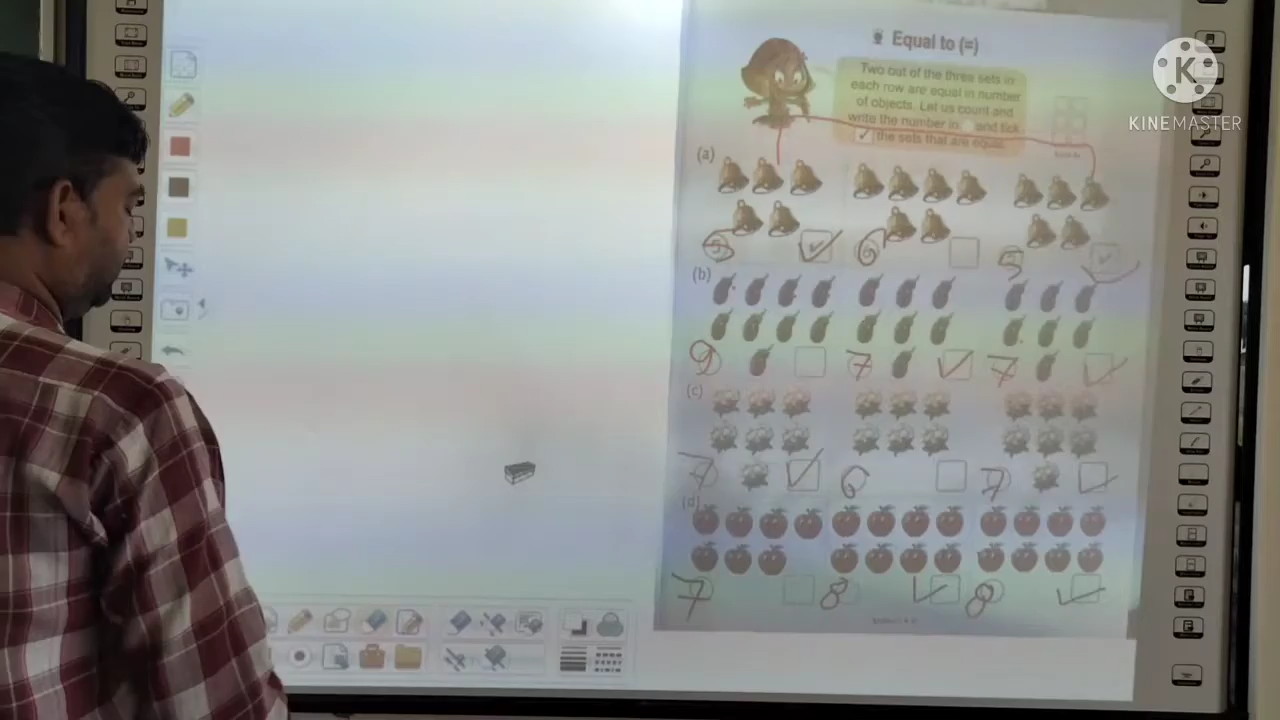 Equal to (=)
KINEMASTER
Two out of the three sets in
each row are equal in number
of objects. Let us count and
write the number in and tick
✓ the sets that are equal.
(a)
5 6 5
(b)
9 7 7
(c)
7 6 7
(d)
7 8 8